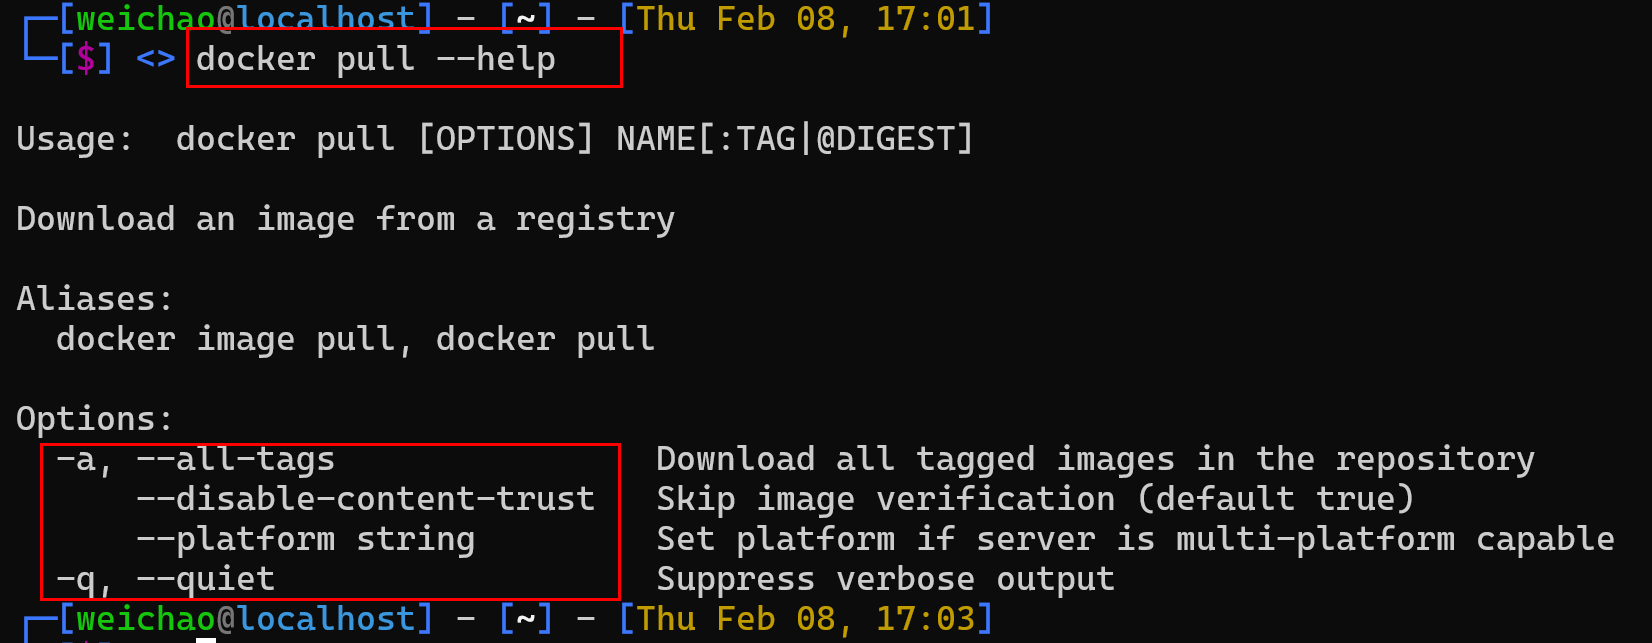 [weichao@localhost] - [~] - [Thu Feb 08, 17:01]
[$] <> docker pull --help
Usage:  docker pull [OPTIONS] NAME[:TAG|@DIGEST]
Download an image from a registry
Aliases:
  docker image pull, docker pull
Options:
  -a, --all-tags                Download all tagged images in the repository
      --disable-content-trust   Skip image verification (default true)
      --platform string         Set platform if server is multi-platform capable
  -q, --quiet                   Suppress verbose output
[weichao@localhost] - [~] - [Thu Feb 08, 17:03]